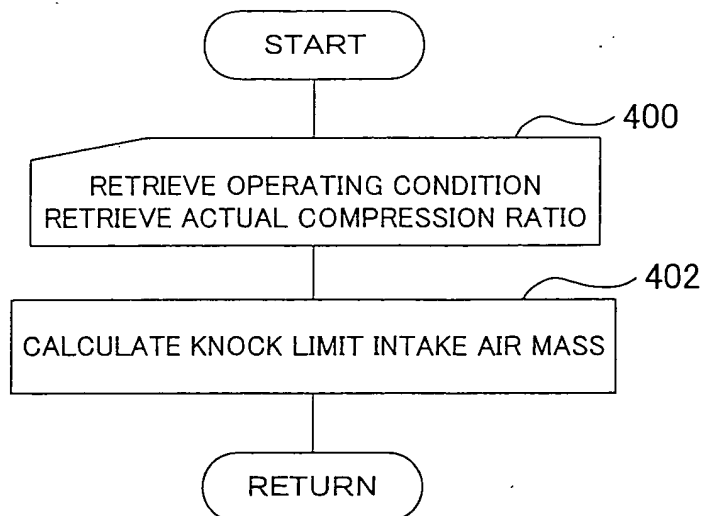 START
400
RETRIEVE OPERATING CONDITION
RETRIEVE ACTUAL COMPRESSION RATIO
402
CALCULATE KNOCK LIMIT INTAKE AIR MASS
RETURN